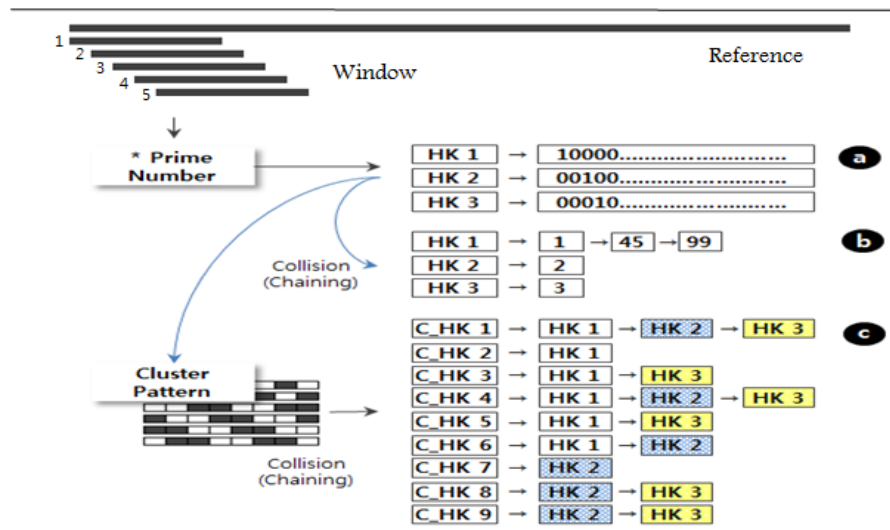 1
2
3
4
5
Window
Reference
* Prime
Number
HK 1 → 10000...........................
HK 2 → 00100...........................
HK 3 → 00010...........................
a
HK 1 → 1 → 45 → 99
HK 2 → 2
HK 3 → 3
b
Collision
(Chaining)
C_HK 1 → HK 1 → HK 2 → HK 3
C_HK 2 → HK 1
C_HK 3 → HK 1 → HK 3
C_HK 4 → HK 1 → HK 2 → HK 3
C_HK 5 → HK 1 → HK 3
C_HK 6 → HK 1 → HK 2
C_HK 7 → HK 2
C_HK 8 → HK 2 → HK 3
C_HK 9 → HK 2 → HK 3
c
Cluster
Pattern
Collision
(Chaining)